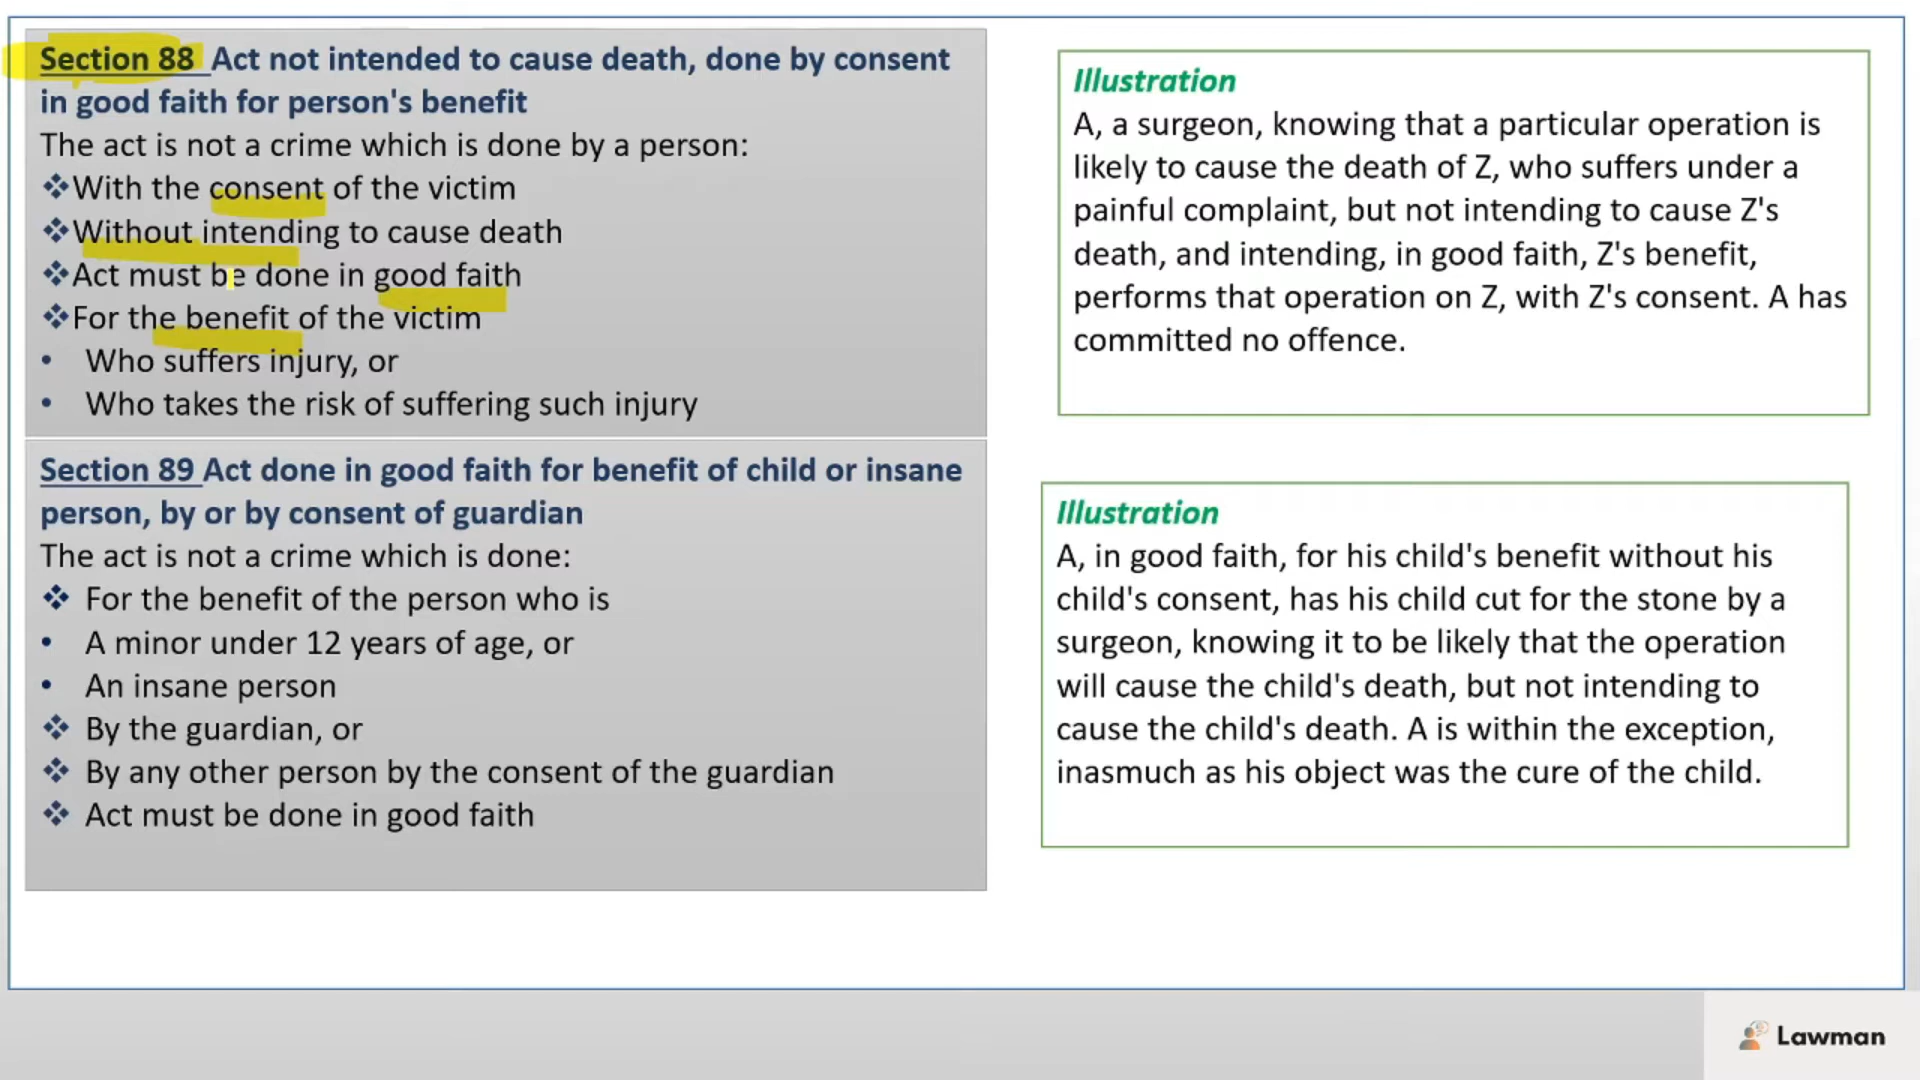 Section 88 Act not intended to cause death, done by consent
in good faith for person's benefit
The act is not a crime which is done by a person:
❖With the consent of the victim
❖Without intending to cause death
❖Act must be done in good faith
❖For the benefit of the victim
• Who suffers injury, or
• Who takes the risk of suffering such injury
Illustration
A, a surgeon, knowing that a particular operation is
likely to cause the death of Z, who suffers under a
painful complaint, but not intending to cause Z's
death, and intending, in good faith, Z's benefit,
performs that operation on Z, with Z's consent. A has
committed no offence.
Section 89 Act done in good faith for benefit of child or insane
person, by or by consent of guardian
The act is not a crime which is done:
❖ For the benefit of the person who is
• A minor under 12 years of age, or
• An insane person
❖ By the guardian, or
❖ By any other person by the consent of the guardian
❖ Act must be done in good faith
Illustration
A, in good faith, for his child's benefit without his
child's consent, has his child cut for the stone by a
surgeon, knowing it to be likely that the operation
will cause the child's death, but not intending to
cause the child's death. A is within the exception,
inasmuch as his object was the cure of the child.
Lawman